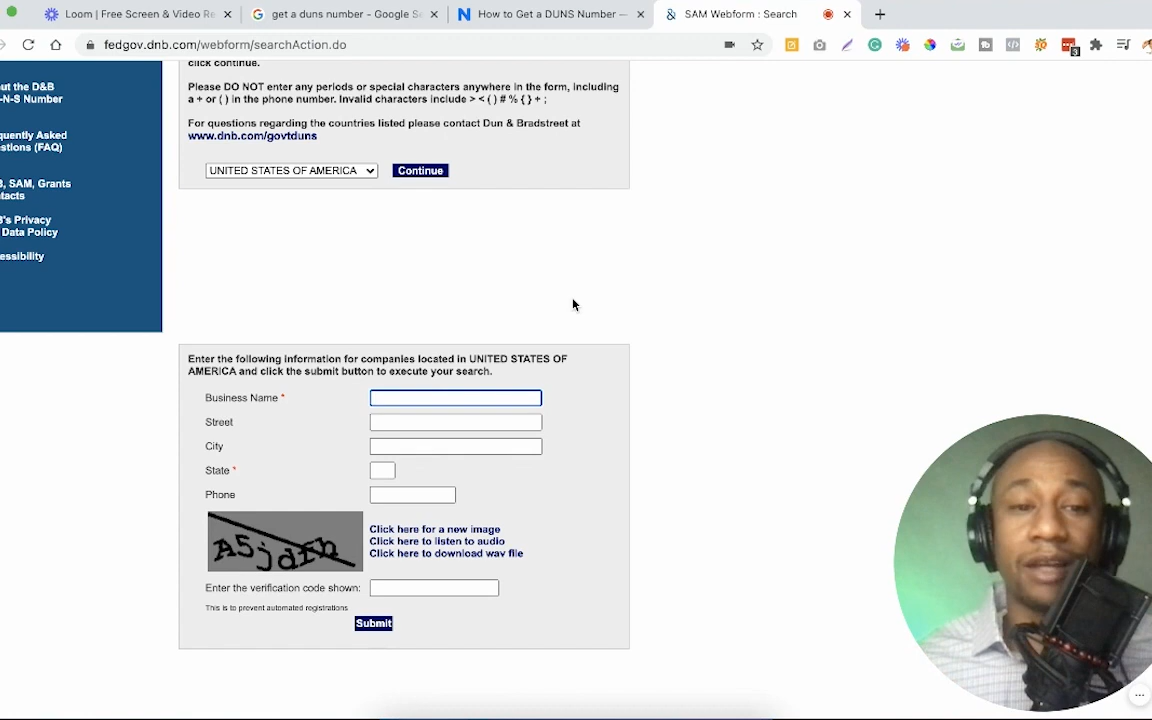 Loom | Free Screen & Video Re
get a duns number - Google Se
How to Get a DUNS Number —
SAM Webform : Search
fedgov.dnb.com/webform/searchAction.do
3
click continue.
ut the D&B
-N-S Number
Please DO NOT enter any periods or special characters anywhere in the form, including
a + or ( ) in the phone number. Invalid characters include > < ( ) # % { } + ;
quently Asked
estions (FAQ)
For questions regarding the countries listed please contact Dun & Bradstreet at
www.dnb.com/govtduns
UNITED STATES OF AMERICA
Continue
B, SAM, Grants
tacts
B's Privacy
Data Policy
essibility
Enter the following information for companies located in UNITED STATES OF
AMERICA and click the submit button to execute your search.
Business Name *
Street
City
State *
Phone
Click here for a new image
Click here to listen to audio
Click here to download wav file
Enter the verification code shown:
This is to prevent automated registrations
Submit